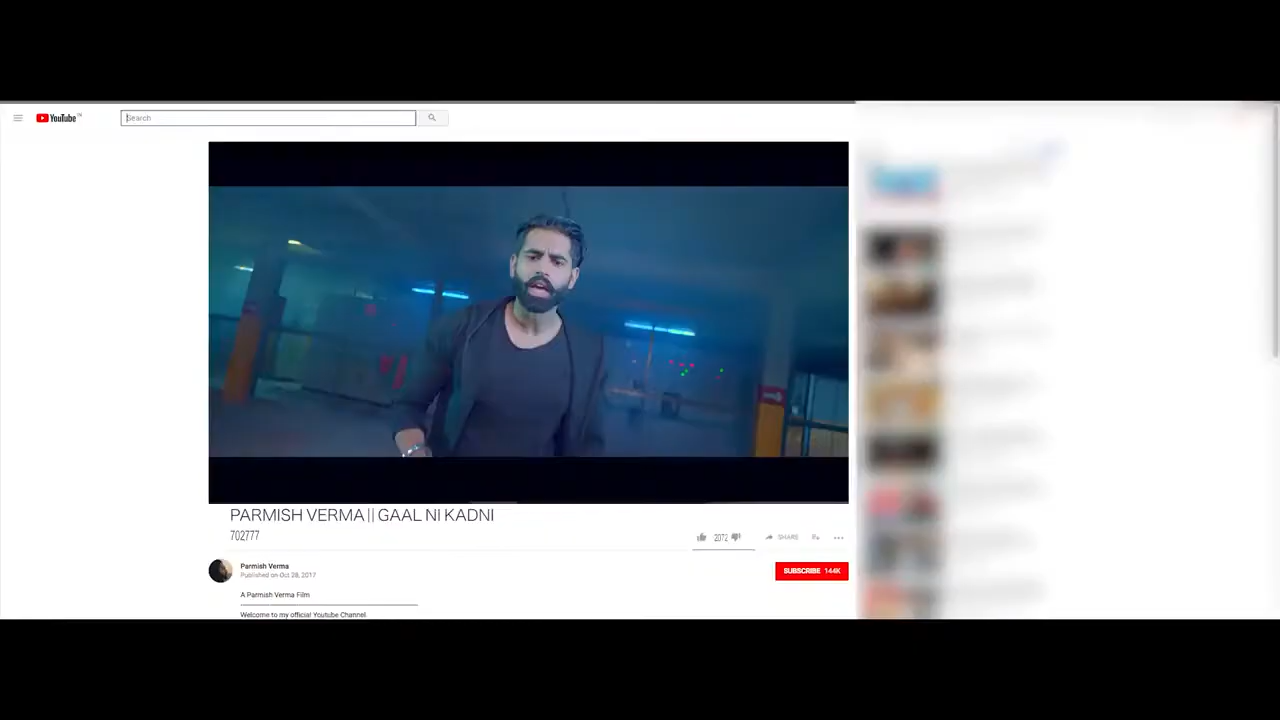 YouTube
Search
PARMISH VERMA || GAAL NI KADNI
702777
2072
SHARE
Parmish Verma
Published on Oct 28, 2017
SUBSCRIBE 144K
A Parmish Verma Film
Welcome to my official Youtube Channel